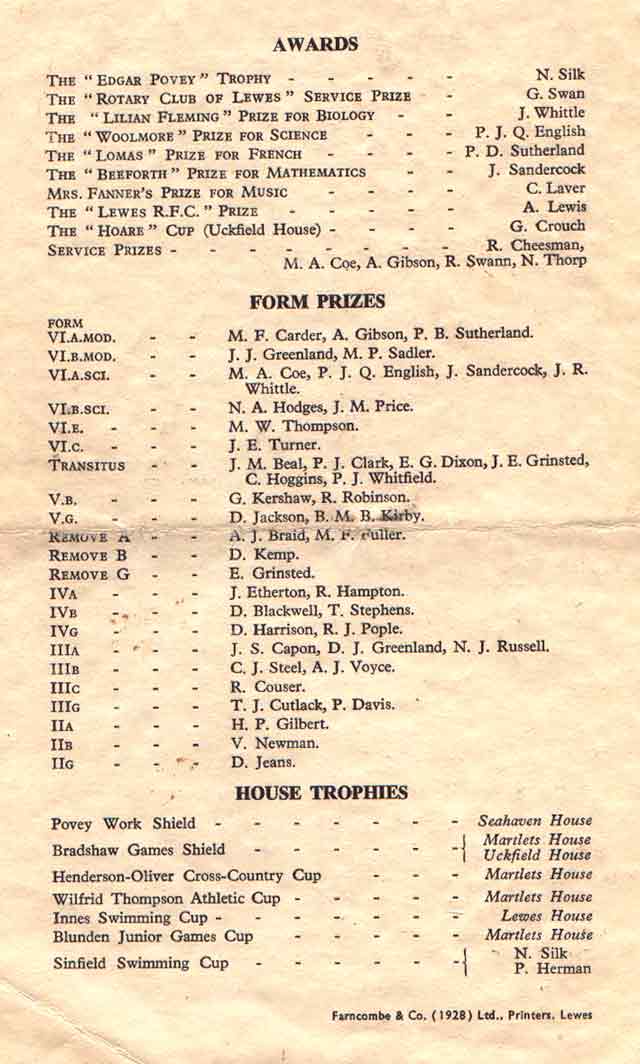 AWARDS
THE "EDGAR POVEY" TROPHY - - - - - N. Silk
THE "ROTARY CLUB OF LEWES" SERVICE PRIZE - G. Swan
THE "LILIAN FLEMING" PRIZE FOR BIOLOGY - - J. Whittle
THE "WOOLMORE" PRIZE FOR SCIENCE - - - - P. J. Q. English
THE "LOMAS" PRIZE FOR FRENCH - - - - P. D. Sutherland
THE "BEEFORTH" PRIZE FOR MATHEMATICS - - J. Sandercock
MRS. FANNER'S PRIZE FOR MUSIC - - - - C. Laver
THE "LEWES R.F.C." PRIZE - - - - - A. Lewis
THE "HOARE" CUP (Uckfield House) - - - - G. Crouch
SERVICE PRIZES - - - - - - - - R. Cheesman,
M. A. Coe, A. Gibson, R. Swann, N. Thorp
FORM PRIZES
FORM
VI.A.MOD. - - M. F. Carder, A. Gibson, P. B. Sutherland.
VI.B.MOD. - - J. J. Greenland, M. P. Sadler.
VI.A.SCI. - - M. A. Coe, P. J. Q. English, J. Sandercock, J. R.
Whittle.
VI.B.SCI. - - N. A. Hodges, J. M. Price.
VI.E. - - - M. W. Thompson.
VI.C. - - - J. E. Turner.
TRANSITUS - - J. M. Beal, P. J. Clark, E. G. Dixon, J. E. Grinsted,
C. Hoggins, P. J. Whitfield.
V.B. - - - G. Kershaw, R. Robinson.
V.G. - - - D. Jackson, B. M. B. Kirby.
REMOVE A - - A. J. Braid, M. F. Fuller.
REMOVE B - - D. Kemp.
REMOVE G - - E. Grinsted.
IVA - - - J. Etherton, R. Hampton.
IVB - - - D. Blackwell, T. Stephens.
IVG - - - D. Harrison, R. J. Pople.
IIIA - - - J. S. Capon, D. J. Greenland, N. J. Russell.
IIIB - - - C. J. Steel, A. J. Voyce.
IIIC - - - R. Couser.
IIIG - - - T. J. Cutlack, P. Davis.
IIA - - - H. P. Gilbert.
IIB - - - V. Newman.
IIG - - - D. Jeans.
HOUSE TROPHIES
Povey Work Shield - - - - - - - Seahaven House
Bradshaw Games Shield - - - - - - { Martlets House
Uckfield House
Henderson-Oliver Cross-Country Cup - - - Martlets House
Wilfrid Thompson Athletic Cup - - - - - Martlets House
Innes Swimming Cup - - - - - - - Lewes House
Blunden Junior Games Cup - - - - - Martlets House
Sinfield Swimming Cup - - - - - - { N. Silk
P. Herman
Farncombe & Co. (1928) Ltd., Printers, Lewes